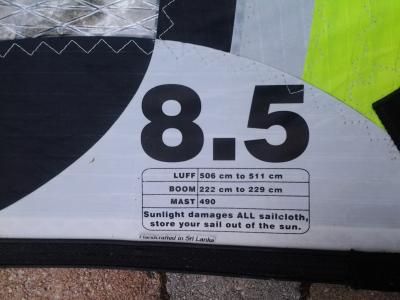 8.5
LUFF 506 cm to 511 cm
BOOM 222 cm to 229 cm
MAST 490
Sunlight damages ALL sailcloth,
store your sail out of the sun.
Handcrafted in Sri Lanka